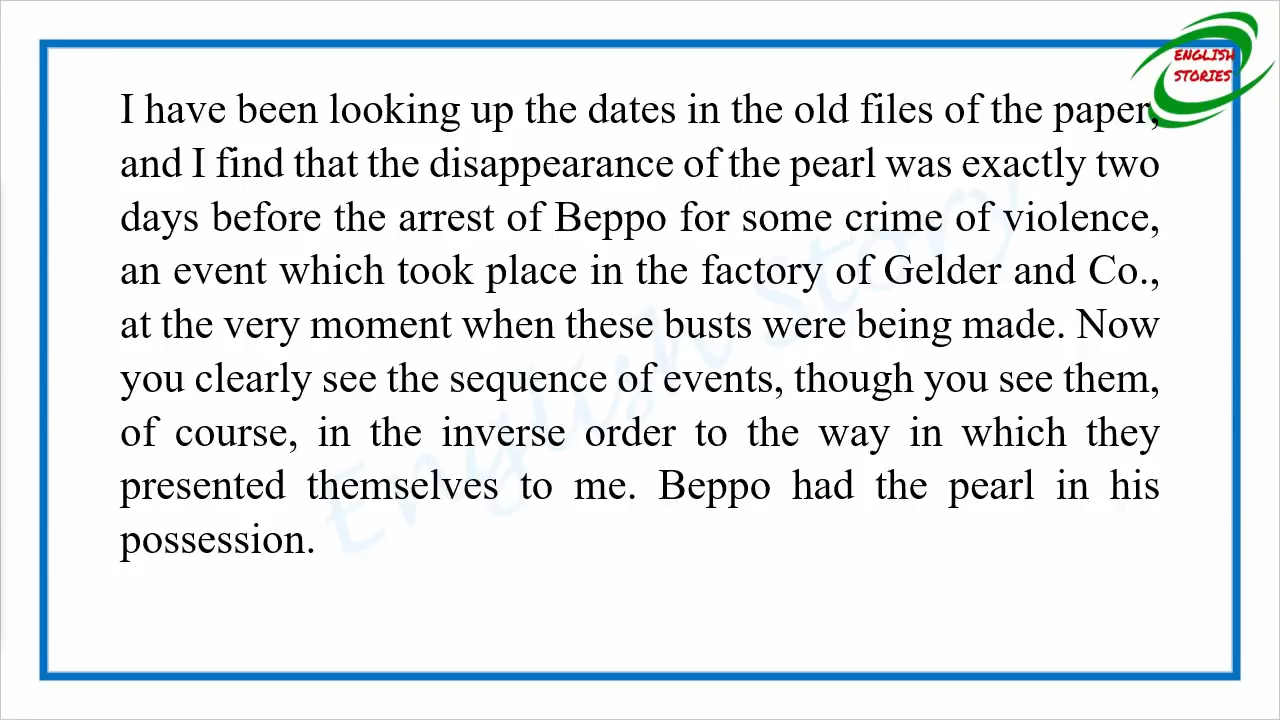 ENGLISH
STORIES
I have been looking up the dates in the old files of the paper,
and I find that the disappearance of the pearl was exactly two
days before the arrest of Beppo for some crime of violence,
an event which took place in the factory of Gelder and Co.,
at the very moment when these busts were being made. Now
you clearly see the sequence of events, though you see them,
of course, in the inverse order to the way in which they
presented themselves to me. Beppo had the pearl in his
possession.
English Story